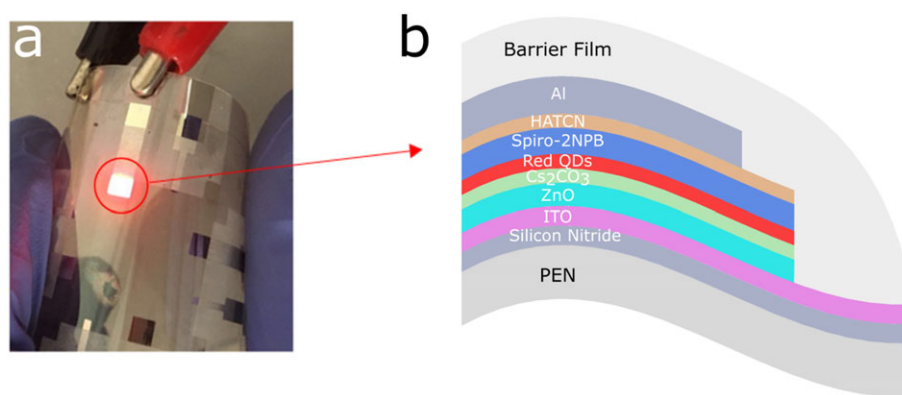 a
b
Barrier Film
Al
HATCN
Spiro-2NPB
Red QDs
Cs2CO3
ZnO
ITO
Silicon Nitride
PEN